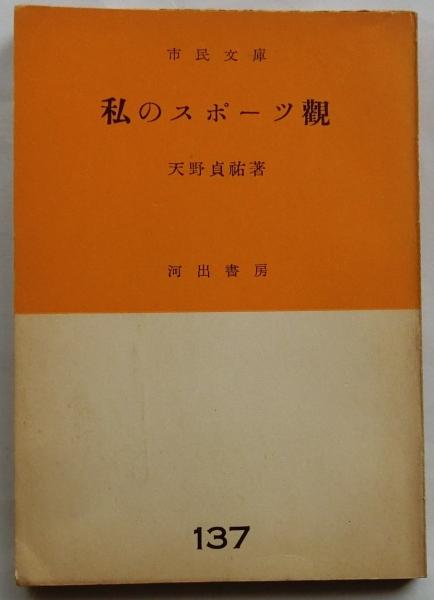 市民文庫
私のスポーツ觀
天野貞祐著
河出書房
137